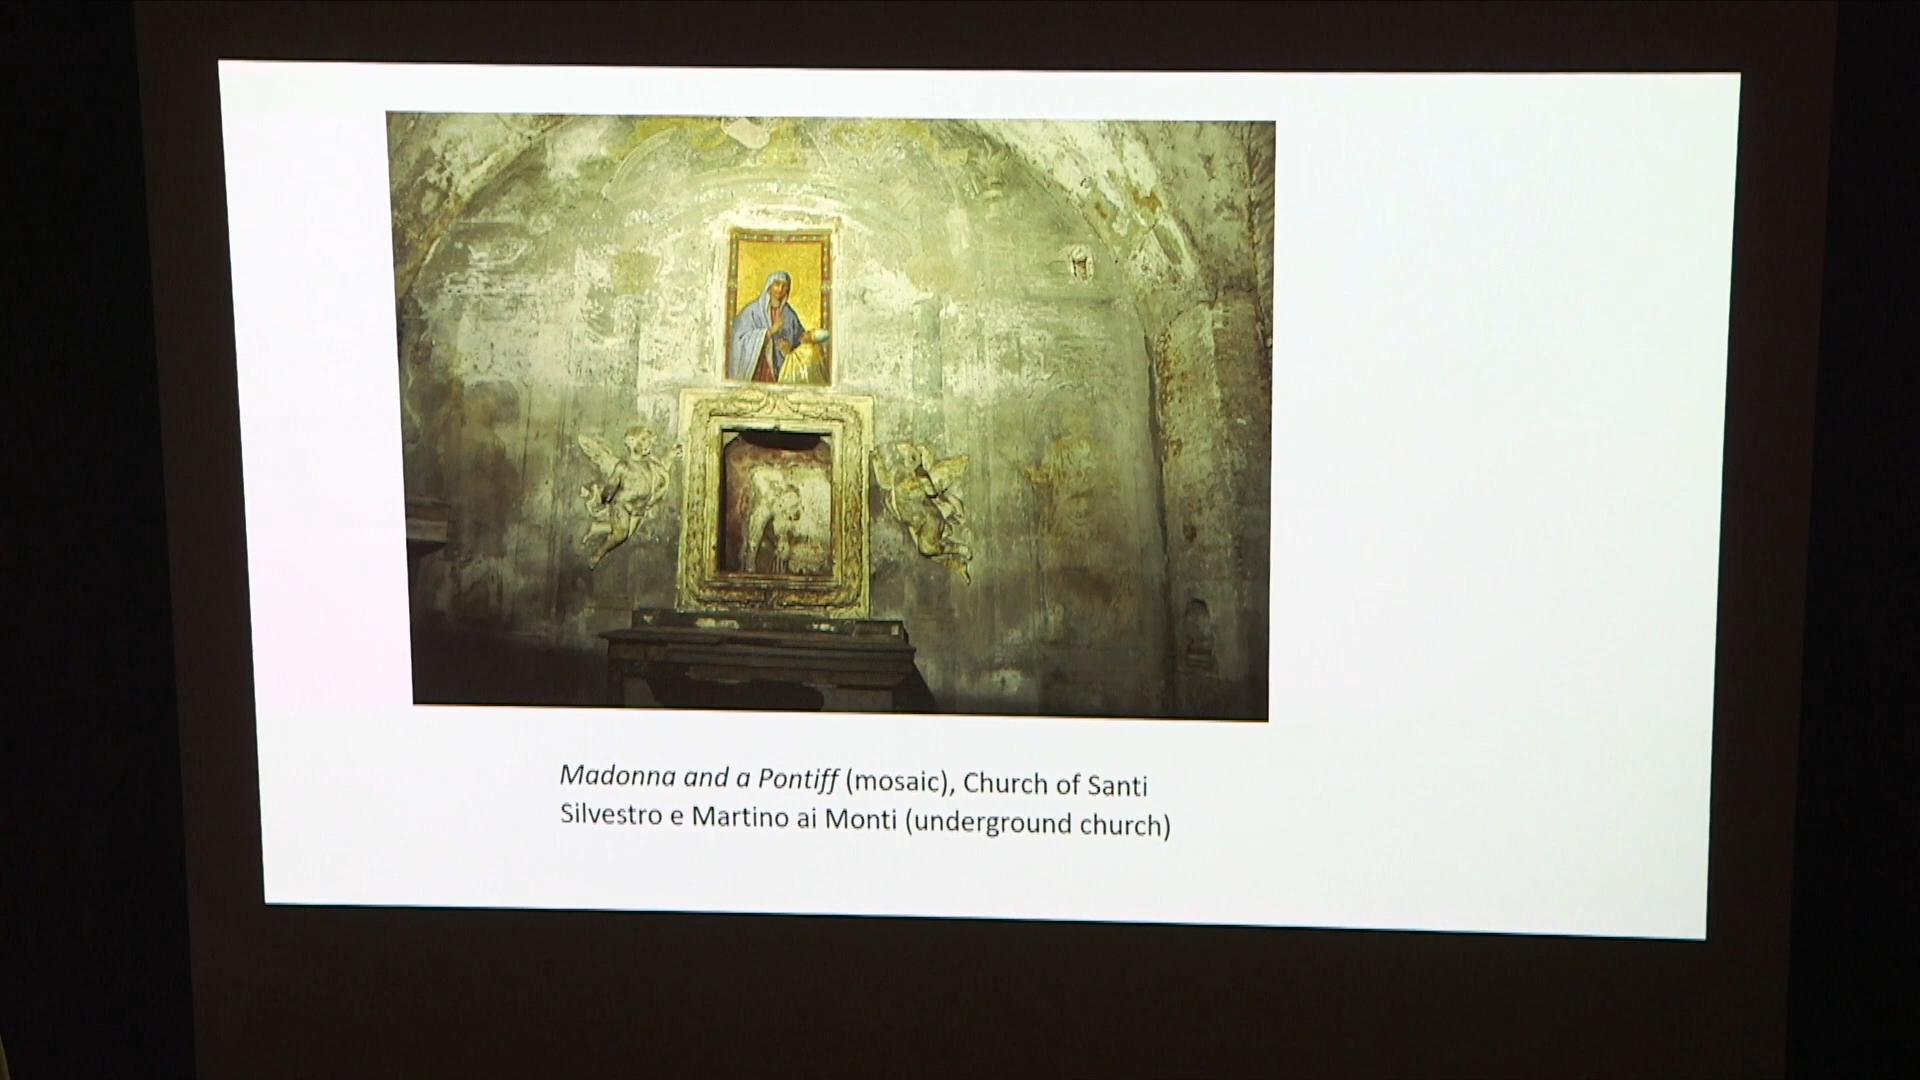 Madonna and a Pontiff (mosaic), Church of Santi
Silvestro e Martino ai Monti (underground church)